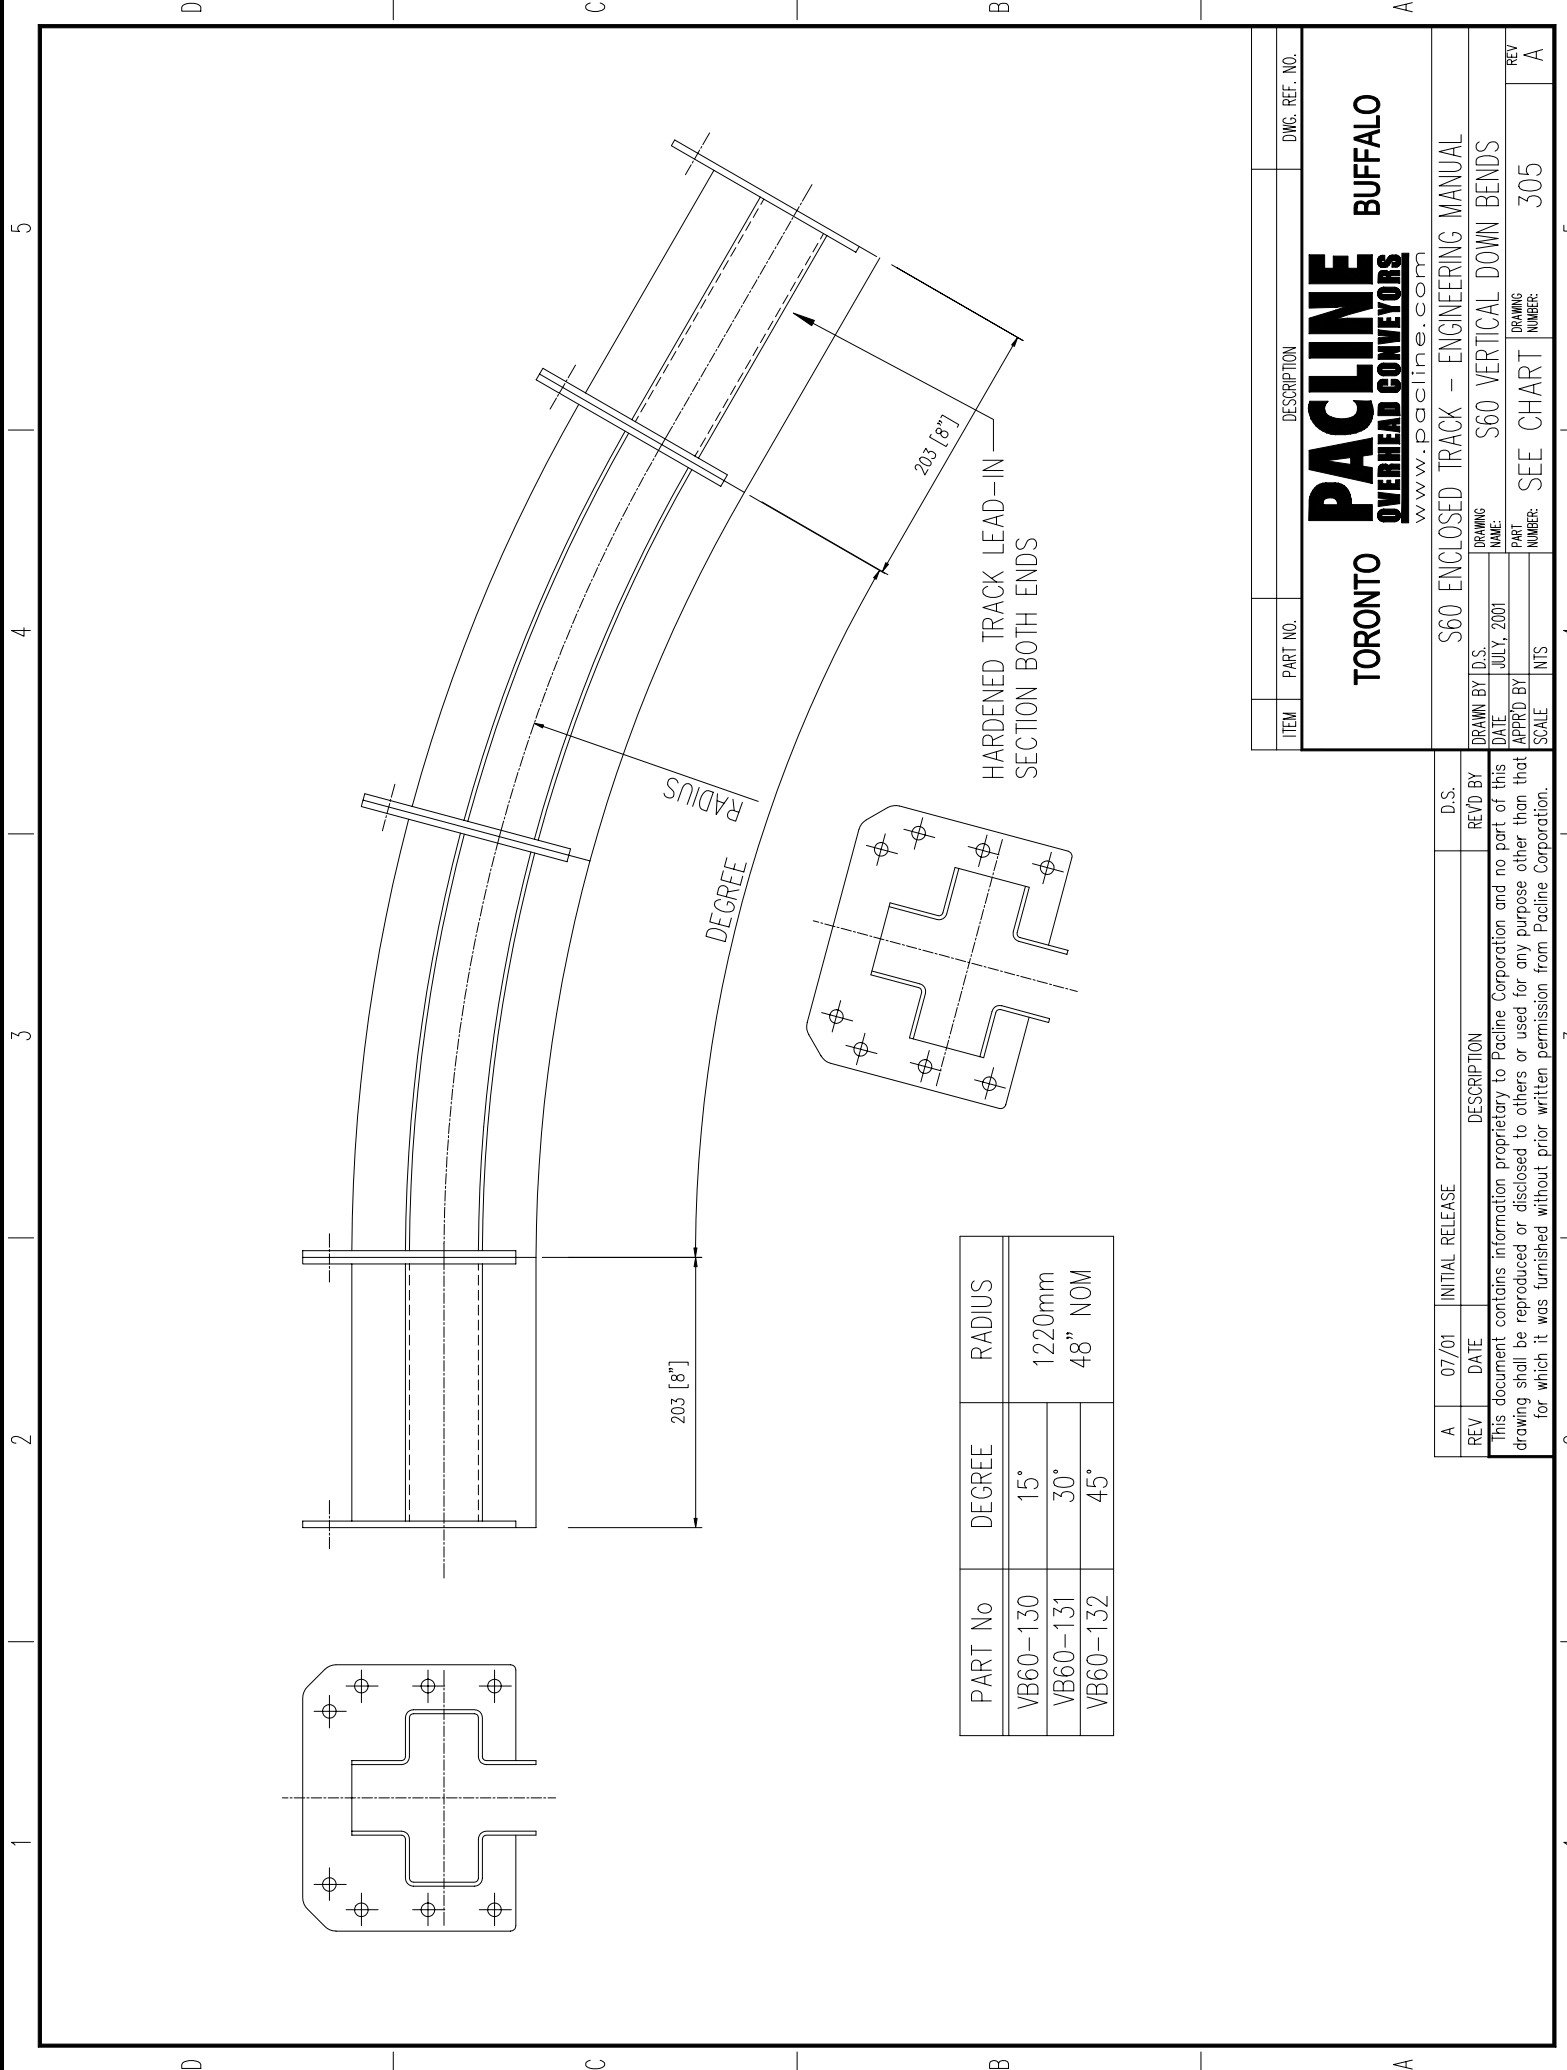 1
2
3
4
5
D
C
B
A
D
C
B
A
203 [8"]
DEGREE
RADIUS
203 [8"]
HARDENED TRACK LEAD-IN
SECTION BOTH ENDS
PART No DEGREE RADIUS
VB60-130 15°
VB60-131 30°
VB60-132 45°
1220mm
48" NOM
ITEM PART NO. DESCRIPTION DWG. REF. NO.
TORONTO PACLINE BUFFALO
OVERHEAD CONVEYORS
www.pacline.com
S60 ENCLOSED TRACK - ENGINEERING MANUAL
DRAWN BY D.S.
DATE JULY, 2001
APPR'D BY
SCALE NTS
DRAWING NAME: S60 VERTICAL DOWN BENDS
PART NUMBER: SEE CHART
DRAWING NUMBER: 305
REV A
A 07/01 INITIAL RELEASE D.S.
REV DATE DESCRIPTION REV'D BY
This document contains information proprietary to Pacline Corporation and no part of this
drawing shall be reproduced or disclosed to others or used for any purpose other than that
for which it was furnished without prior written permission from Pacline Corporation.